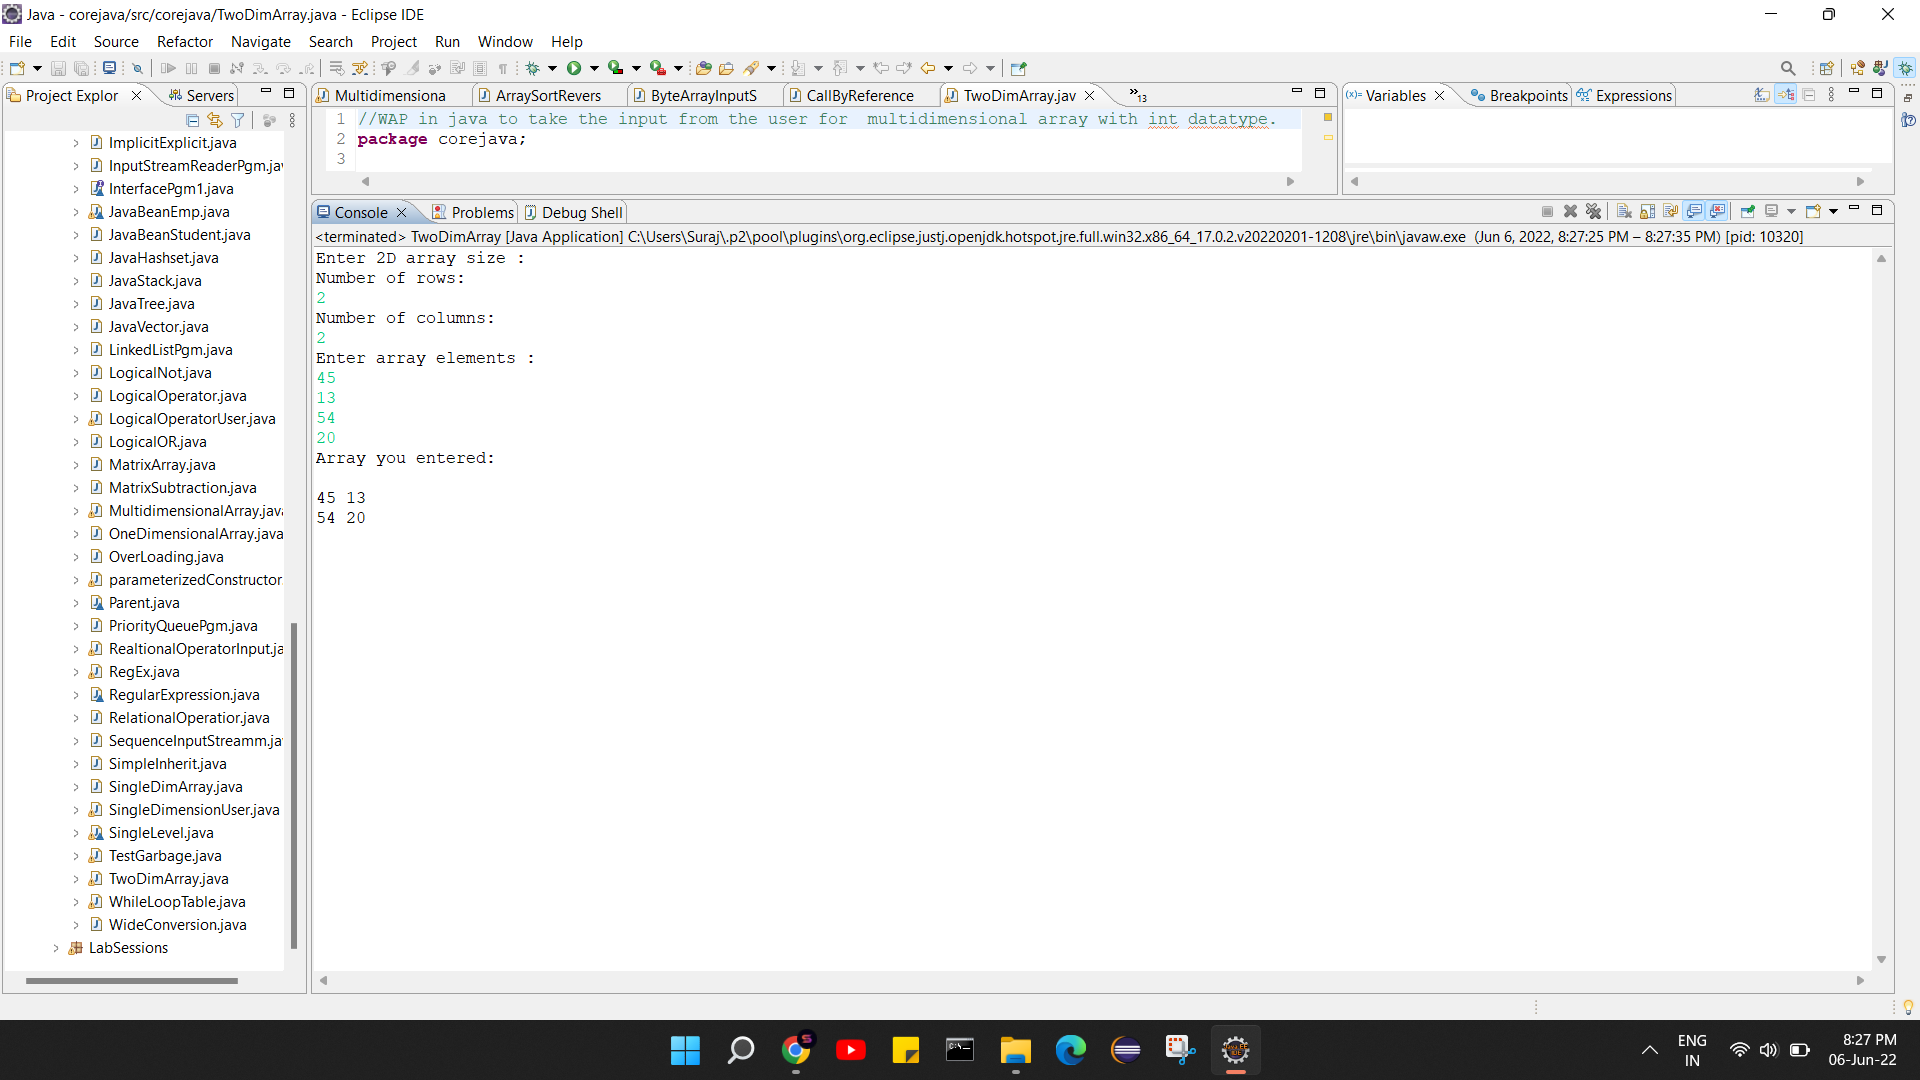 Java - corejava/src/corejava/TwoDimArray.java - Eclipse IDE
File Edit Source Refactor Navigate Search Project Run Window Help
Project Explor
Servers
ImplicitExplicit.java
InputStreamReaderPgm.jav
InterfacePgm1.java
JavaBeanEmp.java
JavaBeanStudent.java
JavaHashset.java
JavaStack.java
JavaTree.java
JavaVector.java
LinkedListPgm.java
LogicalNot.java
LogicalOperator.java
LogicalOperatorUser.java
LogicalOR.java
MatrixArray.java
MatrixSubtraction.java
MultidimensionalArray.java
OneDimensionalArray.java
OverLoading.java
parameterizedConstructor
Parent.java
PriorityQueuePgm.java
RealtionalOperatorInput.ja
RegEx.java
RegularExpression.java
RelationalOperatior.java
SequenceInputStreamm.jav
SimpleInherit.java
SingleDimArray.java
SingleDimensionUser.java
SingleLevel.java
TestGarbage.java
TwoDimArray.java
WhileLoopTable.java
WideConversion.java
LabSessions
Multidimensiona ArraySortRevers ByteArrayInputS CallByReference TwoDimArray.jav »13
1 //WAP in java to take the input from the user for  multidimensional array with int datatype.
2 package corejava;
3
Variables Breakpoints Expressions
Console Problems Debug Shell
<terminated> TwoDimArray [Java Application] C:\Users\Suraj\.p2\pool\plugins\org.eclipse.justj.openjdk.hotspot.jre.full.win32.x86_64_17.0.2.v20220201-1208\jre\bin\javaw.exe (Jun 6, 2022, 8:27:25 PM – 8:27:35 PM) [pid: 10320]
Enter 2D array size :
Number of rows:
2
Number of columns:
2
Enter array elements :
45
13
54
20
Array you entered:
45 13
54 20
ENG
IN
8:27 PM
06-Jun-22